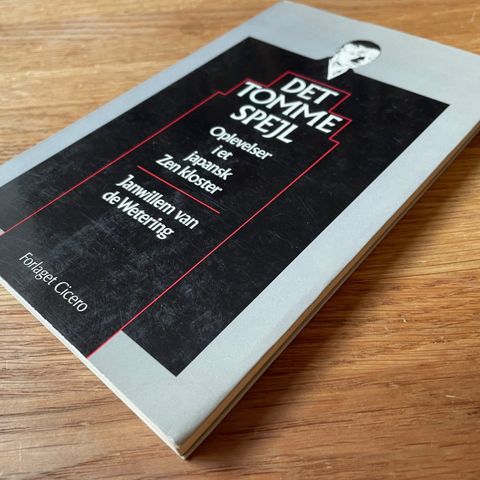 DET
TOMME
SPEJL
Oplevelser
i et
Japansk
Zen kloster
Janwillem van
de Wetering
Forlaget Cicero